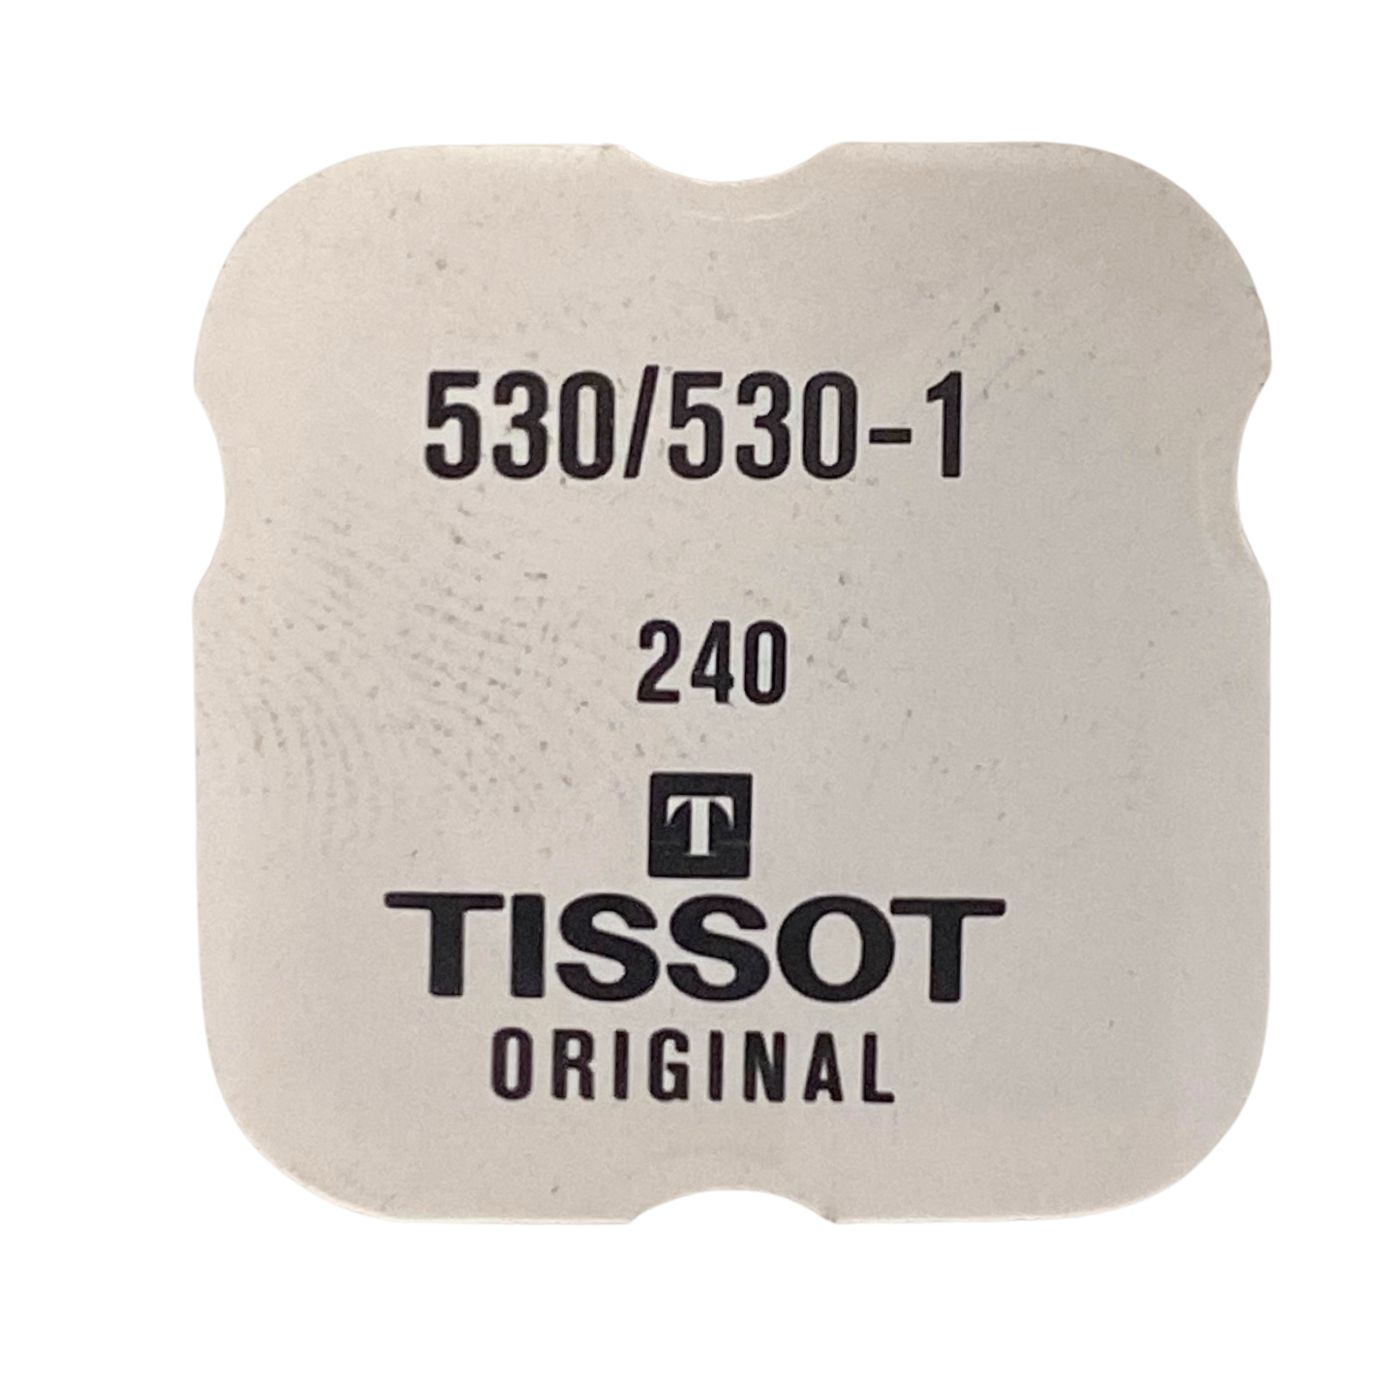 530/530-1
240
T
TISSOT
ORIGINAL